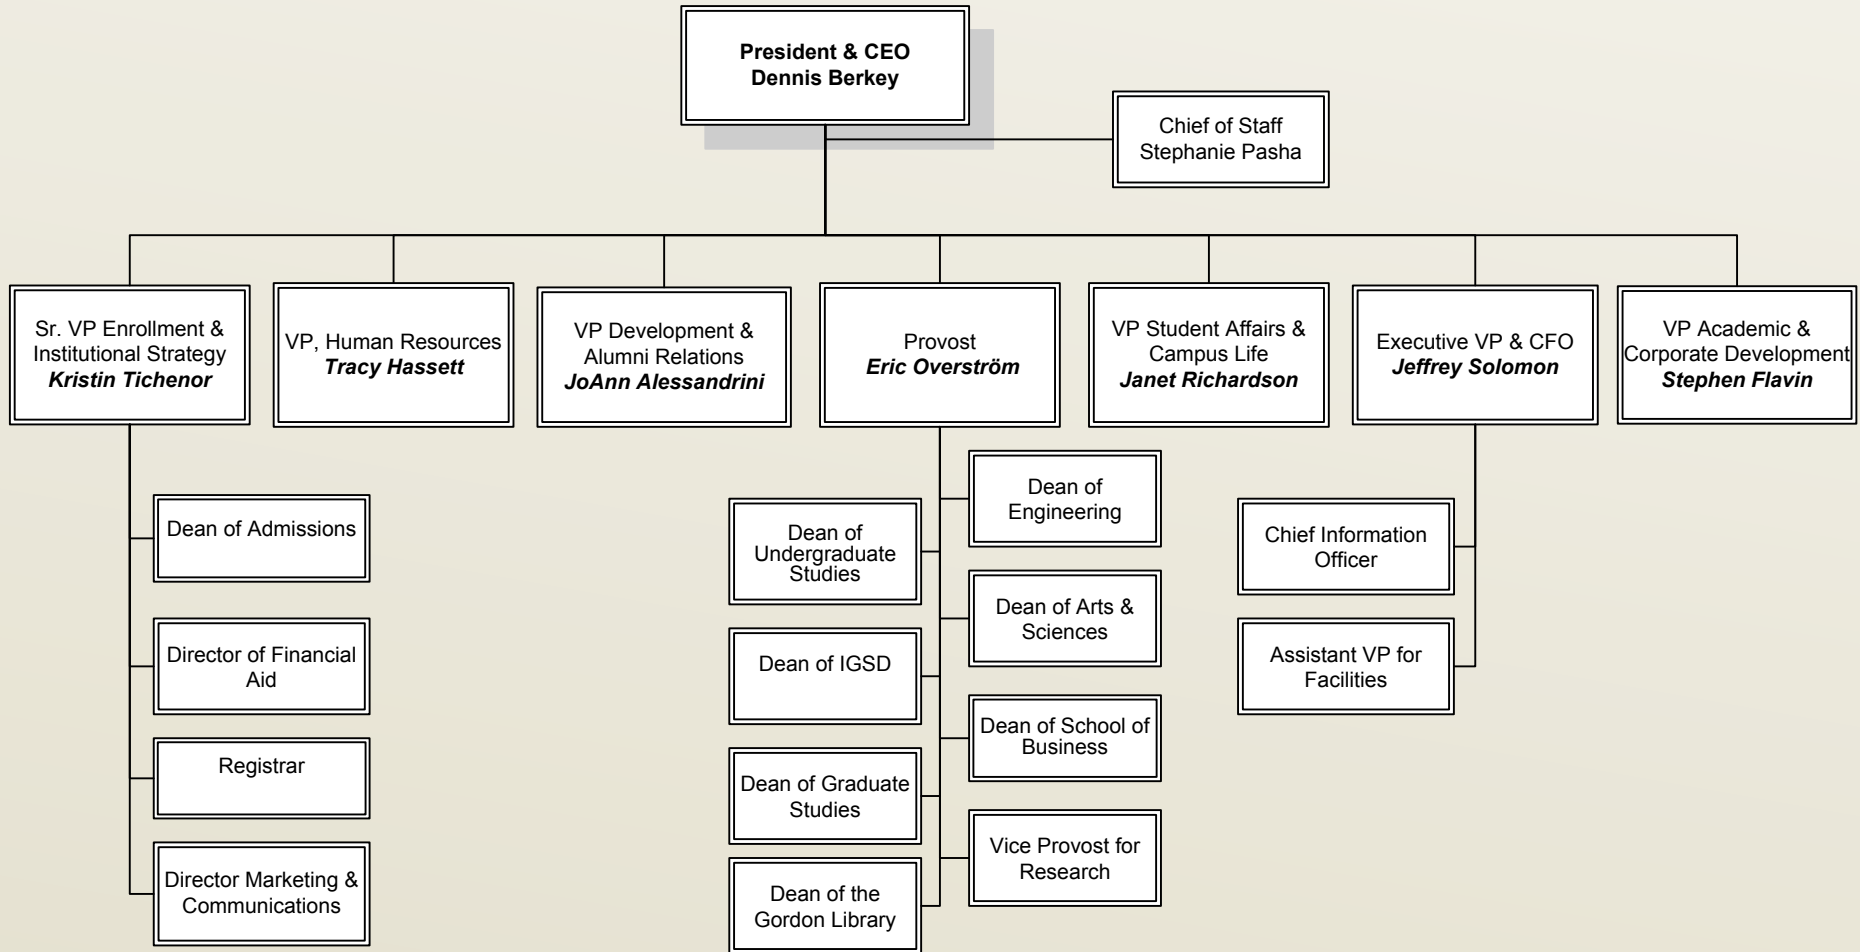 President & CEO
Dennis Berkey
Chief of Staff
Stephanie Pasha
Sr. VP Enrollment &
Institutional Strategy
Kristin Tichenor
VP, Human Resources
Tracy Hassett
VP Development &
Alumni Relations
JoAnn Alessandrini
Provost
Eric Overström
VP Student Affairs &
Campus Life
Janet Richardson
Executive VP & CFO
Jeffrey Solomon
VP Academic &
Corporate Development
Stephen Flavin
Dean of Admissions
Director of Financial
Aid
Registrar
Director Marketing &
Communications
Dean of
Undergraduate
Studies
Dean of IGSD
Dean of Graduate
Studies
Dean of the
Gordon Library
Dean of
Engineering
Dean of Arts &
Sciences
Dean of School of
Business
Vice Provost for
Research
Chief Information
Officer
Assistant VP for
Facilities